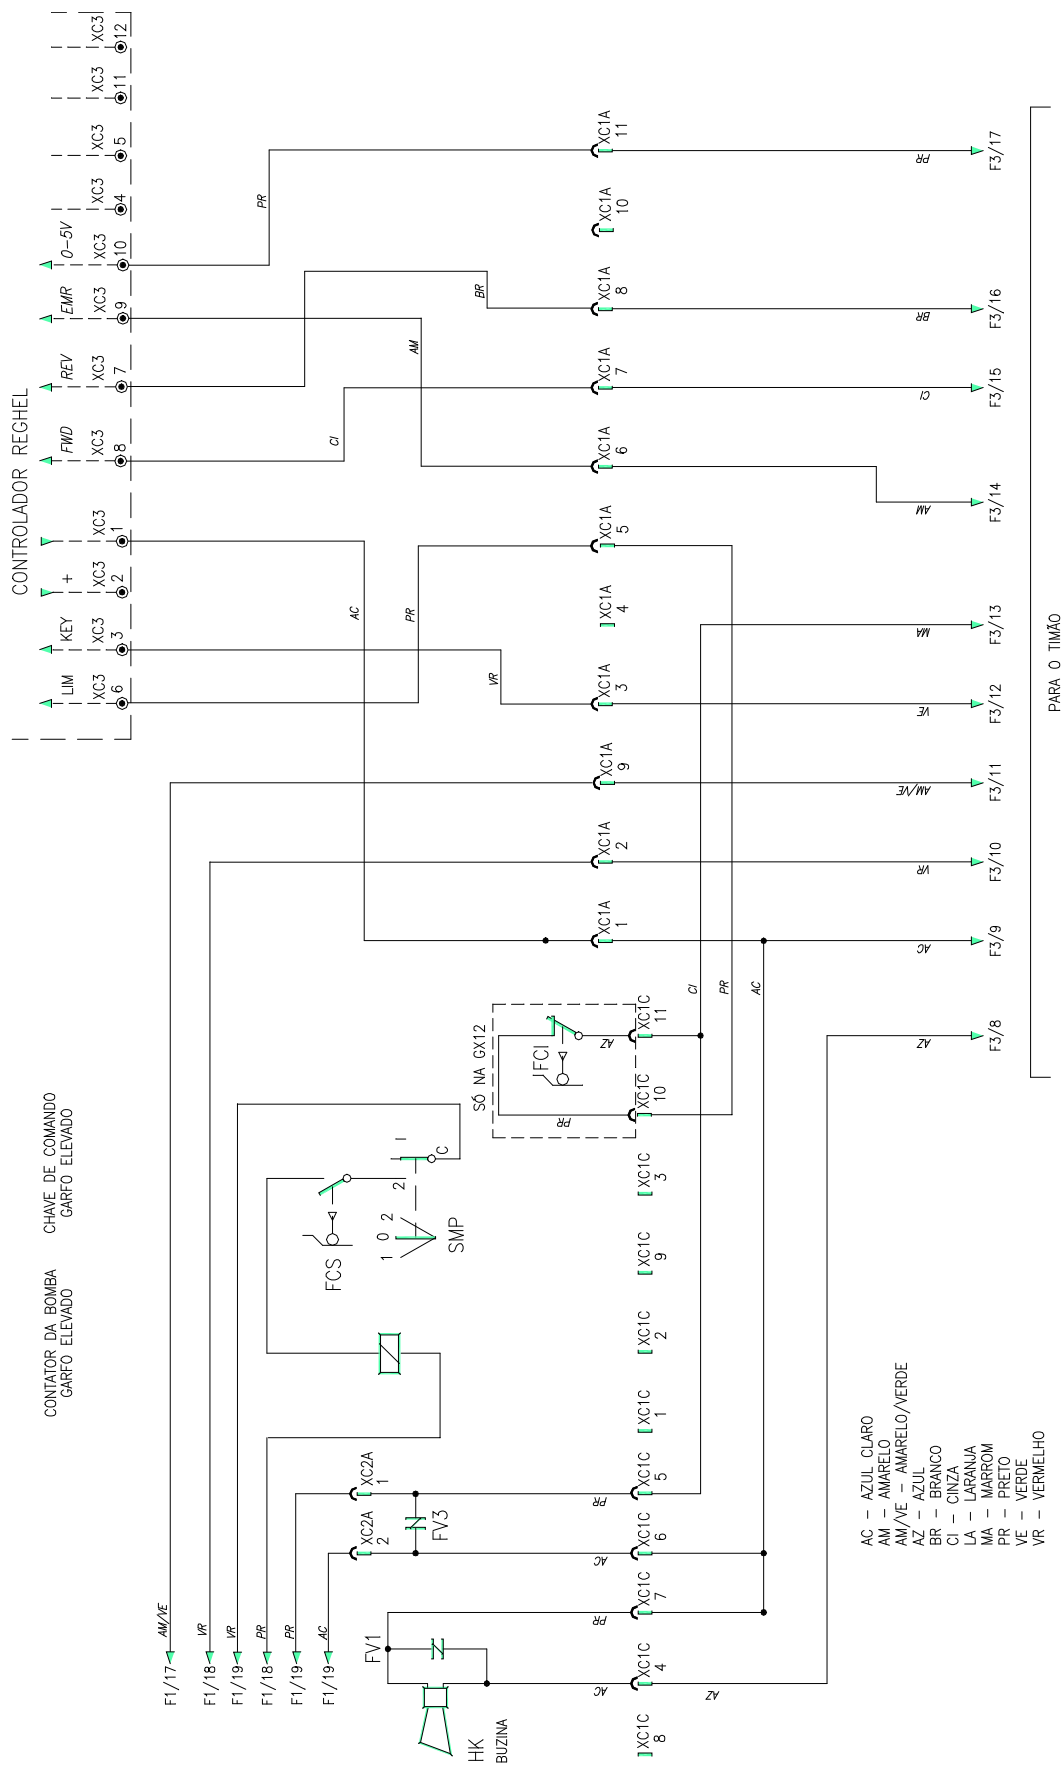 CONTROLADOR REGHEL
LIM
XC3
6
KEY
XC3
3
+
XC3
2
XC3
1
FWD
XC3
8
REV
XC3
7
EMR
XC3
9
0-5V
XC3
10
XC3
4
XC3
5
XC3
11
XC3
12
CONTATOR DA BOMBA
GARFO ELEVADO
CHAVE DE COMANDO
GARFO ELEVADO
F1/17
AM/VE
F1/18
VR
F1/19
VR
F1/18
PR
F1/19
PR
F1/19
AC
AC
PR
VR
CI
AM
BR
PR
XC2A
2
XC2A
1
FV3
FV1
HK
BUZINA
FCS
1 0 2
SMP
2
1
C
SÓ NA GX12
FCI
PR
AZ
AC
PR
AC
PR
XC1C
8
XC1C
4
XC1C
7
XC1C
6
XC1C
5
XC1C
1
XC1C
2
XC1C
9
XC1C
3
XC1C
10
XC1C
11
XC1A
1
XC1A
2
XC1A
9
XC1A
3
XC1A
4
XC1A
5
XC1A
6
XC1A
7
XC1A
8
XC1A
10
XC1A
11
AZ
CI
PR
AC
AZ
AC
VR
AM/VE
VE
MA
AM
CI
BR
PR
F3/8
F3/9
F3/10
F3/11
F3/12
F3/13
F3/14
F3/15
F3/16
F3/17
PARA O TIMÃO
AC - AZUL CLARO
AM - AMARELO
AM/VE - AMARELO/VERDE
AZ - AZUL
BR - BRANCO
CI - CINZA
LA - LARANJA
MA - MARROM
PR - PRETO
VE - VERDE
VR - VERMELHO